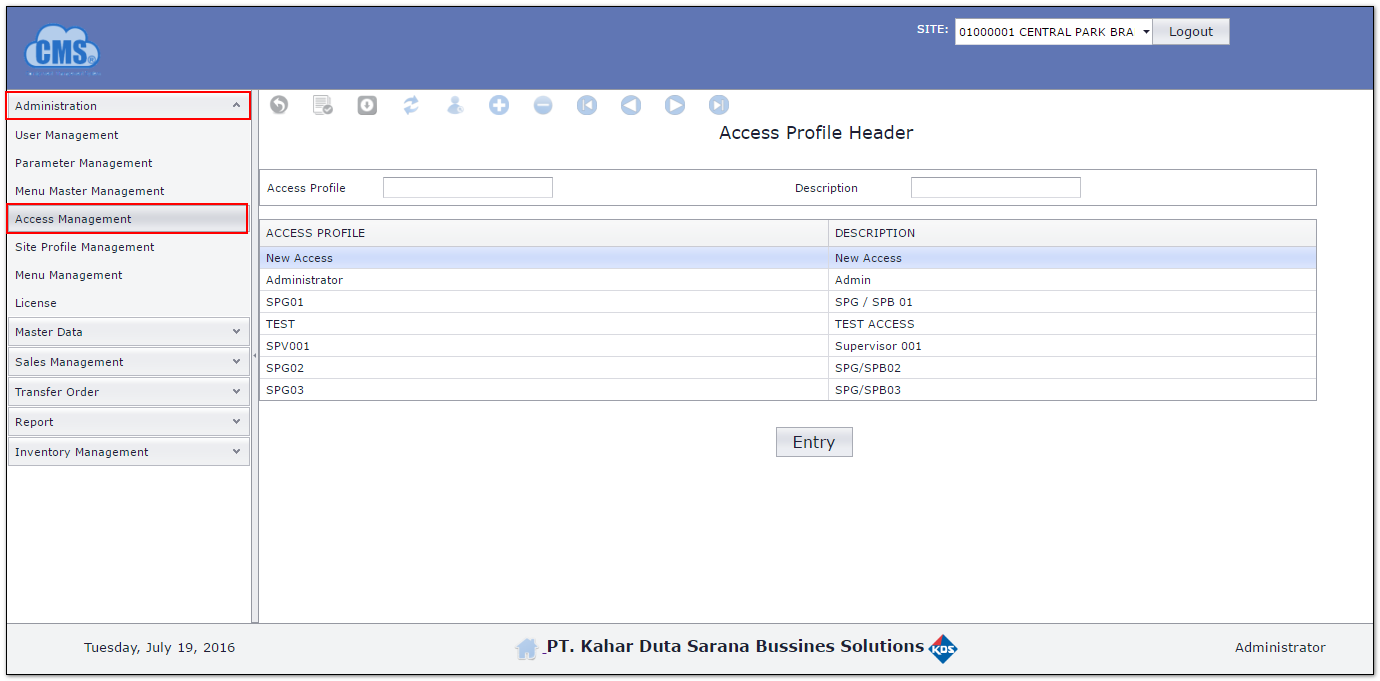 CMS®
SITE: 01000001 CENTRAL PARK BRA Logout
Administration
User Management
Parameter Management
Menu Master Management
Access Management
Site Profile Management
Menu Management
License
Master Data
Sales Management
Transfer Order
Report
Inventory Management
Access Profile Header
Access Profile Description
ACCESS PROFILE DESCRIPTION
New Access New Access
Administrator Admin
SPG01 SPG / SPB 01
TEST TEST ACCESS
SPV001 Supervisor 001
SPG02 SPG/SPB02
SPG03 SPG/SPB03
Entry
Tuesday, July 19, 2016 PT. Kahar Duta Sarana Bussines Solutions KDS Administrator